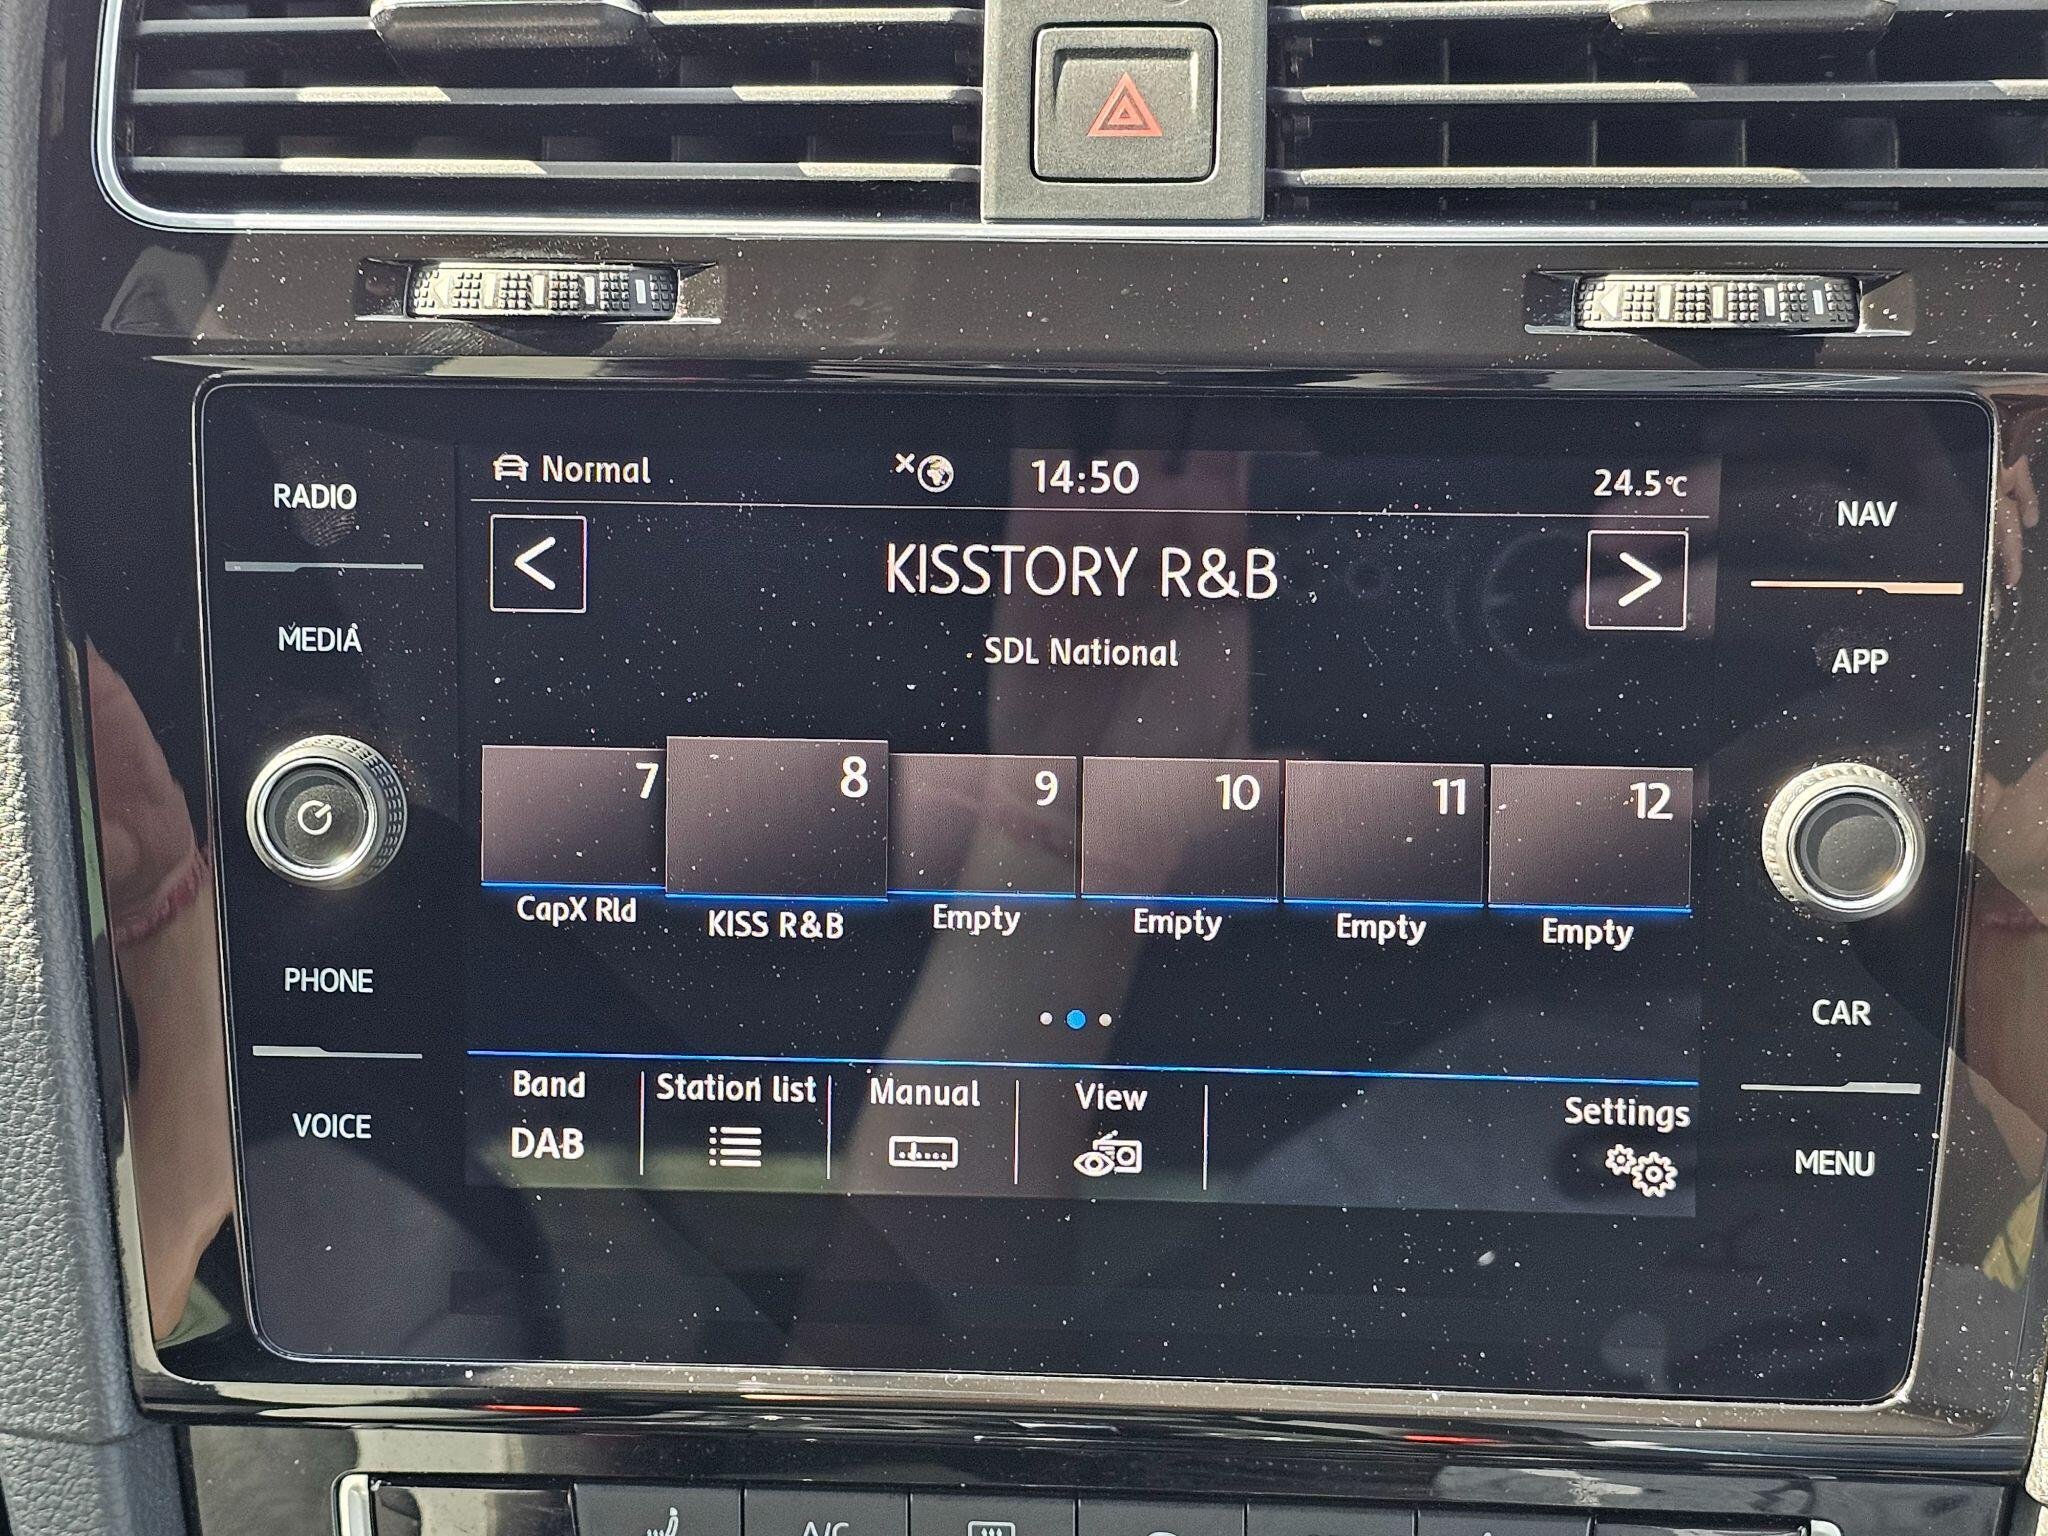 Normal 14:50 24.5°C
RADIO
NAV
KISSTORY R&B
MEDIA
SDL National
APP
7 8 9 10 11 12
CapX Rld KISS R&B Empty Empty Empty Empty
PHONE
CAR
Band Station list Manual View Settings
DAB
VOICE
MENU
A/C